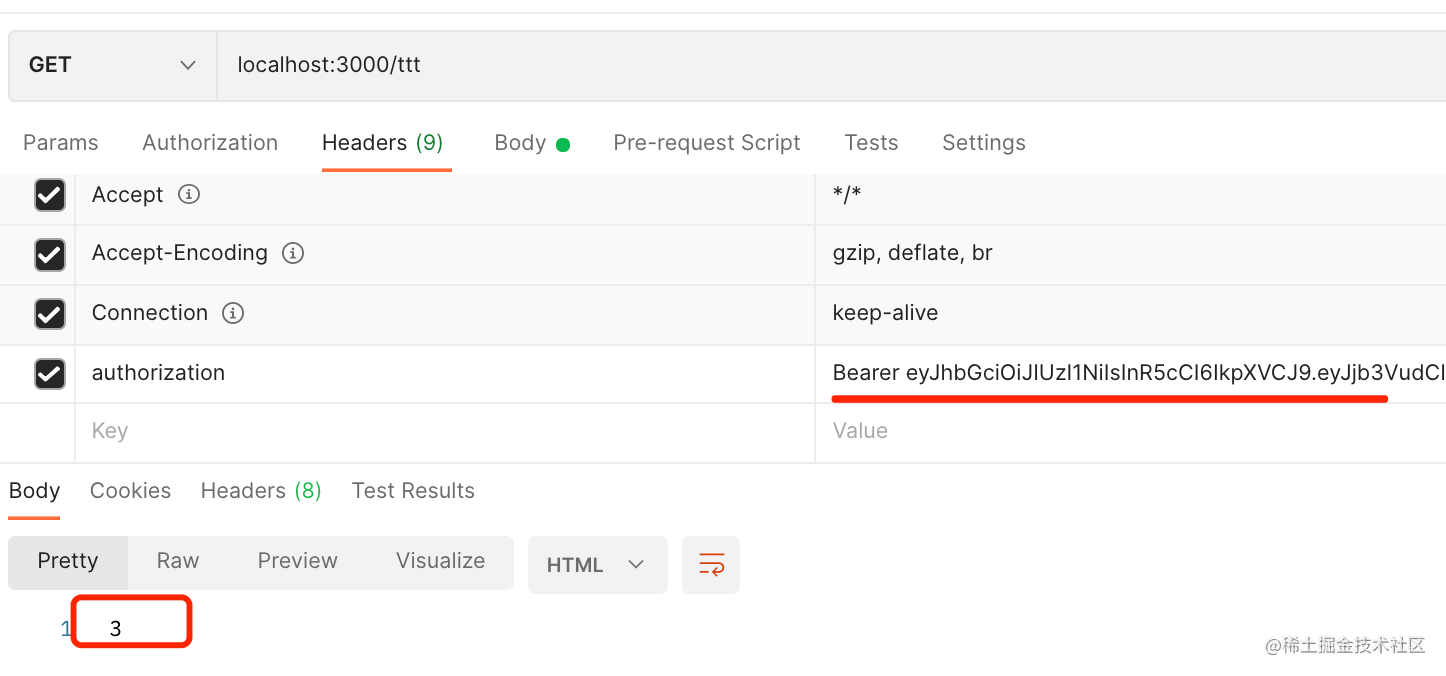 GET localhost:3000/ttt
Params Authorization Headers (9) Body Pre-request Script Tests Settings
Accept */*
Accept-Encoding gzip, deflate, br
Connection keep-alive
authorization Bearer eyJhbGciOiJIUzI1NiIsInR5cCI6IkpXVCJ9.eyJjb3VudCI
Key Value
Body Cookies Headers (8) Test Results
Pretty Raw Preview Visualize HTML
1 3
@稀土掘金技术社区